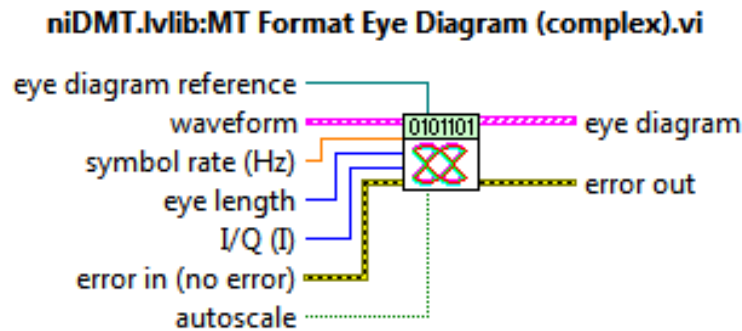 niDMT.lvlib:MT Format Eye Diagram (complex).vi
eye diagram reference
waveform
symbol rate (Hz)
eye length
I/Q (I)
error in (no error)
autoscale
0101101
eye diagram
error out